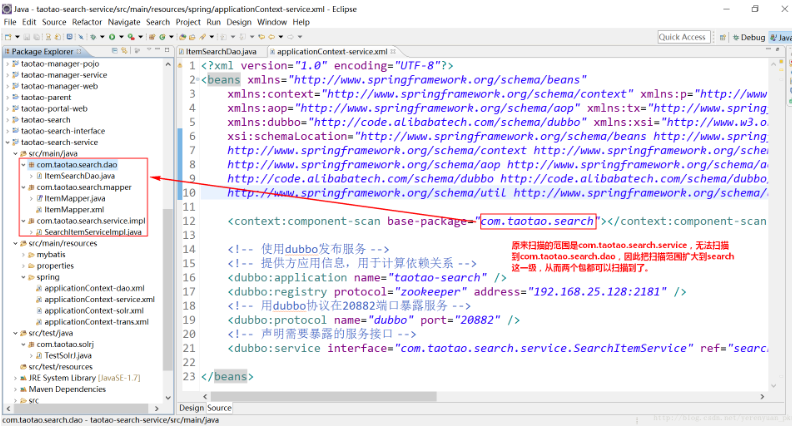 Java - taotao-search-service/src/main/resources/spring/applicationContext-service.xml - Eclipse
File Edit Source Refactor Navigate Search Project Run Design Window Help
Quick Access
Debug
Java
Package Explorer
ItemSearchDao.java
applicationContext-service.xml
taotao-manager-pojo
taotao-manager-service
taotao-manager-web
taotao-parent
taotao-portal-web
taotao-search
taotao-search-interface
taotao-search-service
src/main/java
com.taotao.search.dao
ItemSearchDao.java
com.taotao.search.mapper
ItemMapper.java
ItemMapper.xml
com.taotao.search.service.impl
SearchItemServiceImpl.java
src/main/resources
mybatis
properties
spring
applicationContext-dao.xml
applicationContext-service.xml
applicationContext-solr.xml
applicationContext-trans.xml
src/test/java
com.taotao.solrj
TestSolrJ.java
src/test/resources
JRE System Library [JavaSE-1.7]
Maven Dependencies
src
1 <?xml version="1.0" encoding="UTF-8"?>
2 <beans xmlns="http://www.springframework.org/schema/beans"
3 xmlns:context="http://www.springframework.org/schema/context" xmlns:p="http://www
4 xmlns:aop="http://www.springframework.org/schema/aop" xmlns:tx="http://www.spring
5 xmlns:dubbo="http://code.alibabatech.com/schema/dubbo" xmlns:xsi="http://www.w3.o
6 xsi:schemaLocation="http://www.springframework.org/schema/beans http://www.spring
7 http://www.springframework.org/schema/context http://www.springframework.org/schema
8 http://www.springframework.org/schema/aop http://www.springframework.org/schema/a
9 http://code.alibabatech.com/schema/dubbo http://code.alibabatech.com/schema/dubbo
10 http://www.springframework.org/schema/util http://www.springframework.org/schema/
11
12 <context:component-scan base-package="com.taotao.search"></context:component-scan
13
14 <!-- 使用dubbo发布服务 -->
15 <!-- 提供方应用信息，用于计算依赖关系 -->
16 <dubbo:application name="taotao-search" />
17 <dubbo:registry protocol="zookeeper" address="192.168.25.128:2181" />
18 <!-- 用dubbo协议在20882端口暴露服务 -->
19 <dubbo:protocol name="dubbo" port="20882" />
20 <!-- 声明需要暴露的服务接口 -->
21 <dubbo:service interface="com.taotao.search.service.SearchItemService" ref="searc
22
23 </beans>
原来扫描的范围是com.taotao.search.service，无法扫描
到com.taotao.search.dao，因此把扫描范围扩大到search
这一级，从而两个包都可以扫描到了。
Design Source
com.taotao.search.dao - taotao-search-service/src/main/java